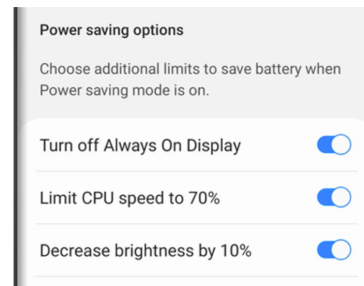 Power saving options
Choose additional limits to save battery when
Power saving mode is on.
Turn off Always On Display
Limit CPU speed to 70%
Decrease brightness by 10%